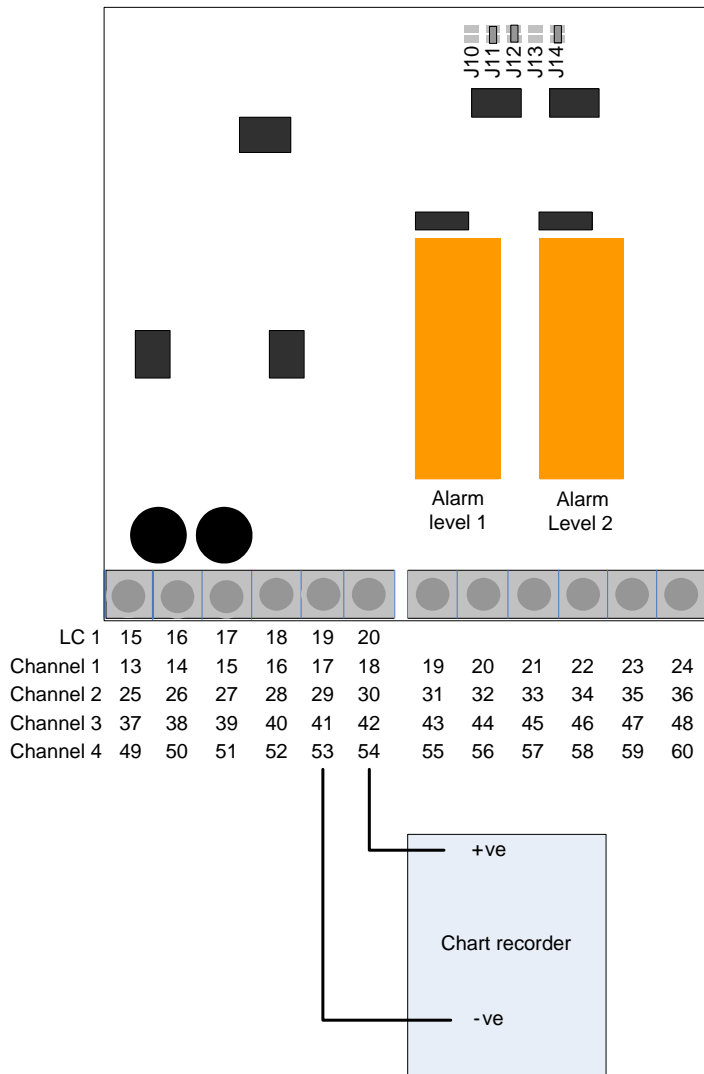 J10 J11 J12 J13 J14
Alarm level 1
Alarm Level 2
LC 1 15 16 17 18 19 20
Channel 1 13 14 15 16 17 18 19 20 21 22 23 24
Channel 2 25 26 27 28 29 30 31 32 33 34 35 36
Channel 3 37 38 39 40 41 42 43 44 45 46 47 48
Channel 4 49 50 51 52 53 54 55 56 57 58 59 60
+ve
Chart recorder
-ve